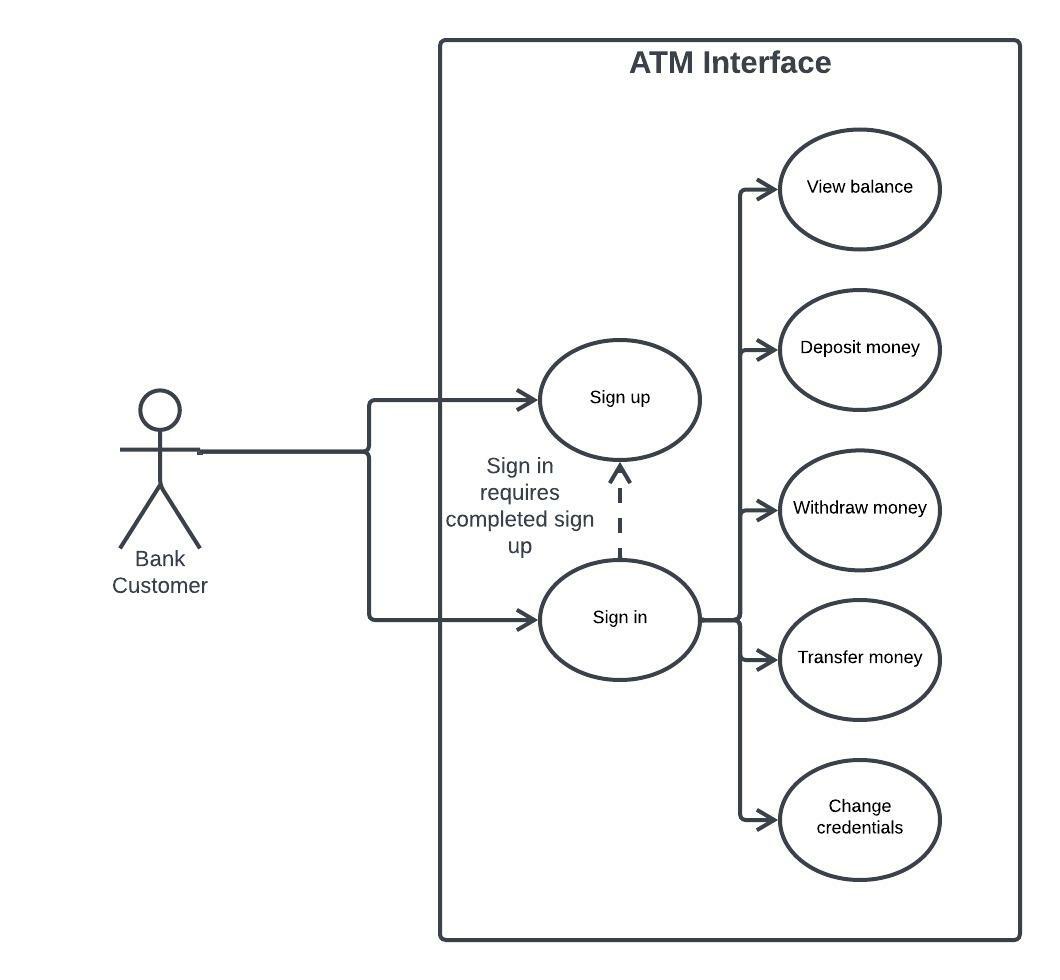 ATM Interface
View balance
Deposit money
Sign up
Sign in
requires
completed sign
up
Withdraw money
Bank
Customer
Sign in
Transfer money
Change
credentials